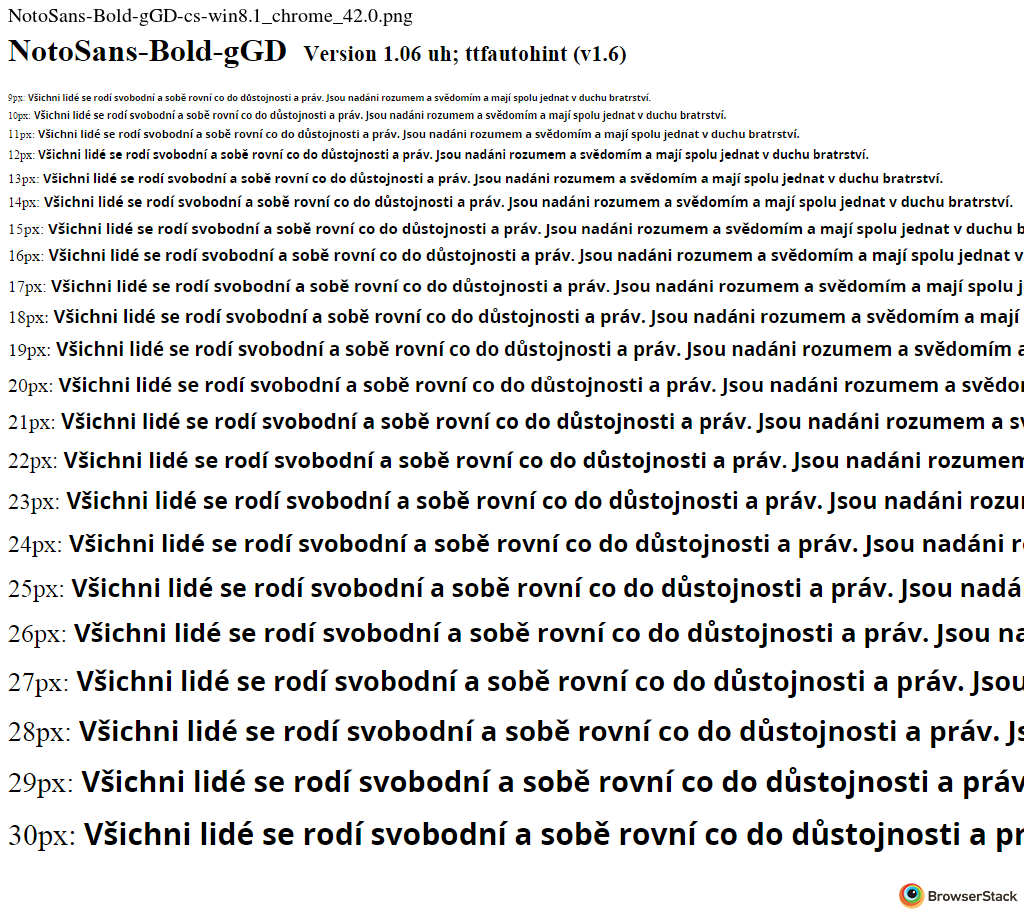 NotoSans-Bold-gGD-cs-win8.1_chrome_42.0.png
NotoSans-Bold-gGD Version 1.06 uh; ttfautohint (v1.6)
9px: Všichni lidé se rodí svobodní a sobě rovní co do důstojnosti a práv. Jsou nadáni rozumem a svědomím a mají spolu jednat v duchu bratrství.
10px: Všichni lidé se rodí svobodní a sobě rovní co do důstojnosti a práv. Jsou nadáni rozumem a svědomím a mají spolu jednat v duchu bratrství.
11px: Všichni lidé se rodí svobodní a sobě rovní co do důstojnosti a práv. Jsou nadáni rozumem a svědomím a mají spolu jednat v duchu bratrství.
12px: Všichni lidé se rodí svobodní a sobě rovní co do důstojnosti a práv. Jsou nadáni rozumem a svědomím a mají spolu jednat v duchu bratrství.
13px: Všichni lidé se rodí svobodní a sobě rovní co do důstojnosti a práv. Jsou nadáni rozumem a svědomím a mají spolu jednat v duchu bratrství.
14px: Všichni lidé se rodí svobodní a sobě rovní co do důstojnosti a práv. Jsou nadáni rozumem a svědomím a mají spolu jednat v duchu bratrství.
15px: Všichni lidé se rodí svobodní a sobě rovní co do důstojnosti a práv. Jsou nadáni rozumem a svědomím a mají spolu jednat v duchu b
16px: Všichni lidé se rodí svobodní a sobě rovní co do důstojnosti a práv. Jsou nadáni rozumem a svědomím a mají spolu jednat v
17px: Všichni lidé se rodí svobodní a sobě rovní co do důstojnosti a práv. Jsou nadáni rozumem a svědomím a mají spolu j
18px: Všichni lidé se rodí svobodní a sobě rovní co do důstojnosti a práv. Jsou nadáni rozumem a svědomím a mají
19px: Všichni lidé se rodí svobodní a sobě rovní co do důstojnosti a práv. Jsou nadáni rozumem a svědomím a
20px: Všichni lidé se rodí svobodní a sobě rovní co do důstojnosti a práv. Jsou nadáni rozumem a svědo
21px: Všichni lidé se rodí svobodní a sobě rovní co do důstojnosti a práv. Jsou nadáni rozumem a sv
22px: Všichni lidé se rodí svobodní a sobě rovní co do důstojnosti a práv. Jsou nadáni rozumem
23px: Všichni lidé se rodí svobodní a sobě rovní co do důstojnosti a práv. Jsou nadáni rozu
24px: Všichni lidé se rodí svobodní a sobě rovní co do důstojnosti a práv. Jsou nadáni r
25px: Všichni lidé se rodí svobodní a sobě rovní co do důstojnosti a práv. Jsou nadá
26px: Všichni lidé se rodí svobodní a sobě rovní co do důstojnosti a práv. Jsou na
27px: Všichni lidé se rodí svobodní a sobě rovní co do důstojnosti a práv. Jsou
28px: Všichni lidé se rodí svobodní a sobě rovní co do důstojnosti a práv. Js
29px: Všichni lidé se rodí svobodní a sobě rovní co do důstojnosti a práv
30px: Všichni lidé se rodí svobodní a sobě rovní co do důstojnosti a pr
BrowserStack